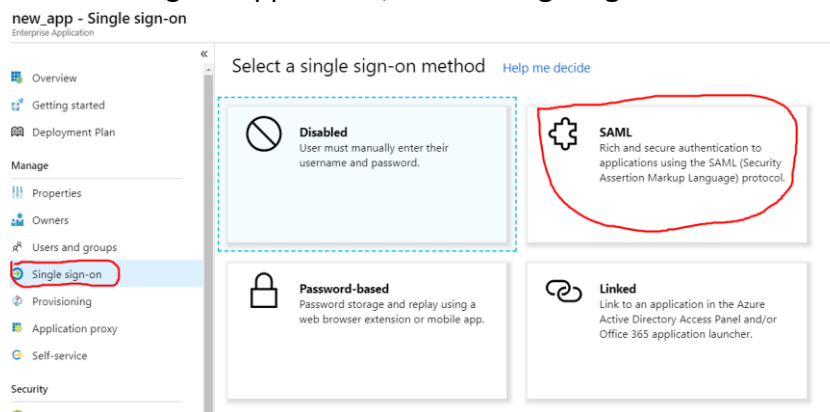 new_app - Single sign-on
Enterprise Application
«
Overview
Getting started
Deployment Plan
Manage
Properties
Owners
Users and groups
Single sign-on
Provisioning
Application proxy
Self-service
Security
Select a single sign-on method Help me decide
Disabled
User must manually enter their
username and password.
SAML
Rich and secure authentication to
applications using the SAML (Security
Assertion Markup Language) protocol.
Password-based
Password storage and replay using a
web browser extension or mobile app.
Linked
Link to an application in the Azure
Active Directory Access Panel and/or
Office 365 application launcher.